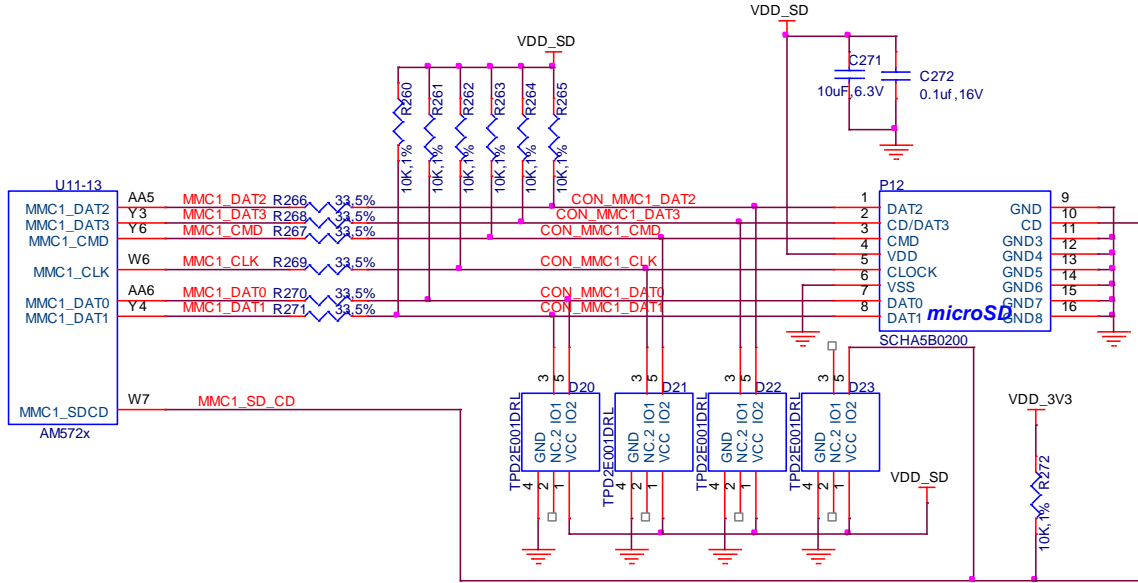 VDD_SD
VDD_SD
C271
10uF,6.3V
C272
0.1uf,16V
R260
R261
R262
R263
R264
R265
10K,1%
10K,1%
10K,1%
10K,1%
10K,1%
10K,1%
U11-13
P12
MMC1_DAT2 AA5 MMC1_DAT2 R266 33,5% CON_MMC1_DAT2 1 DAT2 GND 9
MMC1_DAT3 Y3 MMC1_DAT3 R268 33,5% CON_MMC1_DAT3 2 CD/DAT3 CD 10
MMC1_CMD Y6 MMC1_CMD R267 33,5% CON_MMC1_CMD 3 CMD GND3 11
4 VDD GND4 12
MMC1_CLK W6 MMC1_CLK R269 33,5% CON_MMC1_CLK 5 CLOCK GND5 13
6 VSS GND6 14
MMC1_DAT0 AA6 MMC1_DAT0 R270 33,5% CON_MMC1_DAT0 7 DAT0 GND7 15
MMC1_DAT1 Y4 MMC1_DAT1 R271 33,5% CON_MMC1_DAT1 8 DAT1 microSD GND8 16
SCHA5B0200
MMC1_SDCD W7 MMC1_SD_CD
AM572x
3 5 D20
3 5 D21
3 5 D22
3 5 D23
TPD2E001DRL
GND NC.2 IO1 VCC IO2
4 2 1
TPD2E001DRL
GND NC.2 IO1 VCC IO2
4 2 1
TPD2E001DRL
GND NC.2 IO1 VCC IO2
4 2 1
TPD2E001DRL
GND NC.2 IO1 VCC IO2
4 2 1
VDD_SD
VDD_3V3
R272
10K,1%